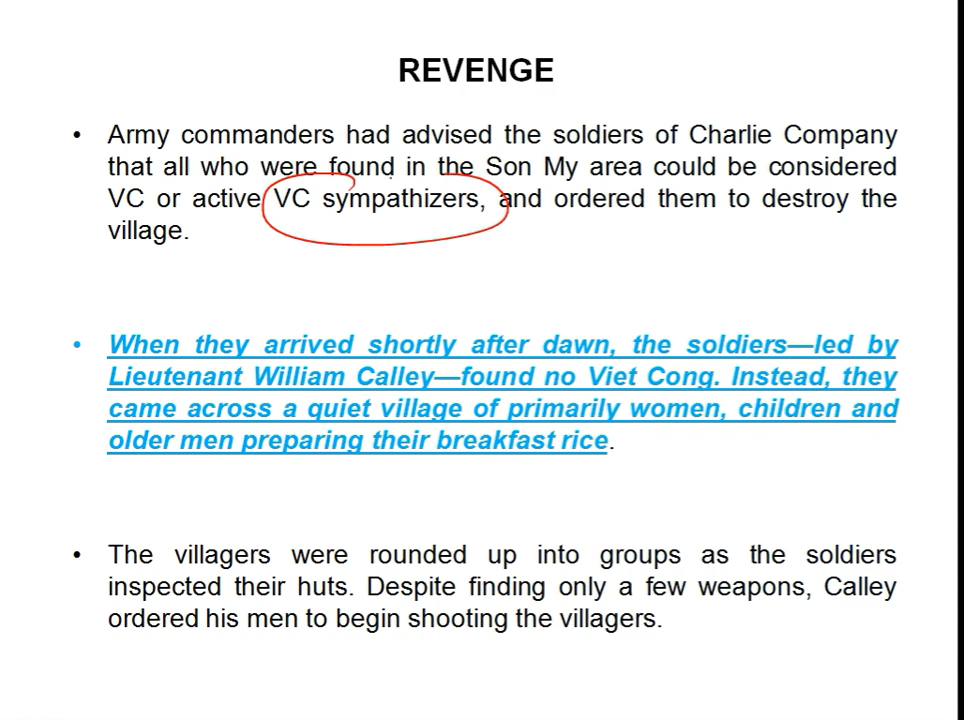 REVENGE
• Army commanders had advised the soldiers of Charlie Company
that all who were found in the Son My area could be considered
VC or active VC sympathizers, and ordered them to destroy the
village.
• When they arrived shortly after dawn, the soldiers—led by
Lieutenant William Calley—found no Viet Cong. Instead, they
came across a quiet village of primarily women, children and
older men preparing their breakfast rice.
• The villagers were rounded up into groups as the soldiers
inspected their huts. Despite finding only a few weapons, Calley
ordered his men to begin shooting the villagers.